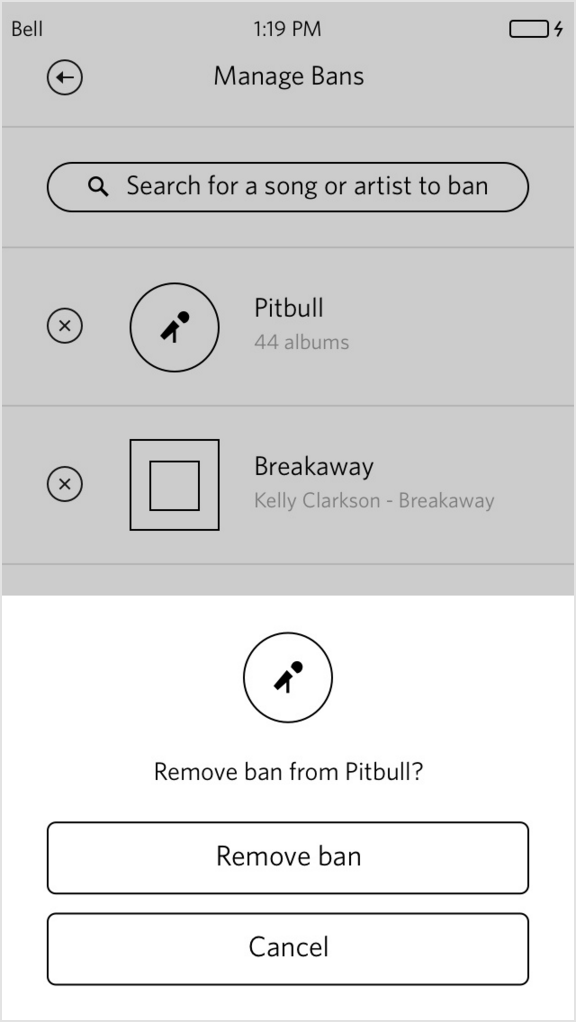 Bell 1:19 PM
Manage Bans
Search for a song or artist to ban
Pitbull
44 albums
Breakaway
Kelly Clarkson - Breakaway
Remove ban from Pitbull?
Remove ban
Cancel